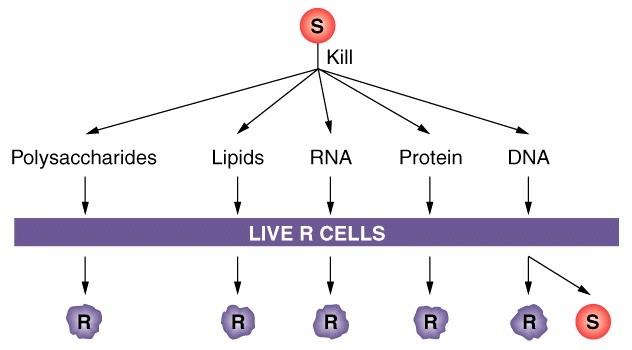 S
Kill
Polysaccharides Lipids RNA Protein DNA
LIVE R CELLS
R R R R R S